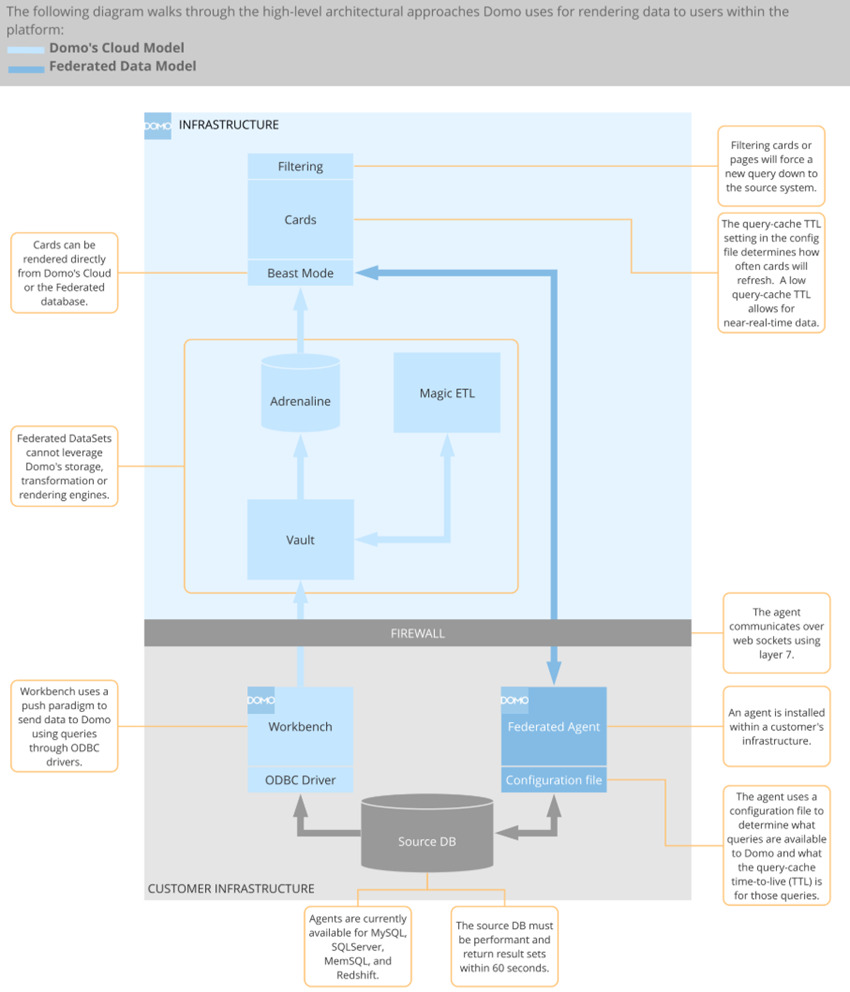 The following diagram walks through the high-level architectural approaches Domo uses for rendering data to users within the
platform:
Domo's Cloud Model
Federated Data Model
DOMO
INFRASTRUCTURE
Filtering
Cards
Beast Mode
Filtering cards or
pages will force a
new query down to
the source system.
The query-cache TTL
setting in the config
file determines how
often cards will
refresh. A low
query-cache TTL
allows for
near-real-time data.
Cards can be
rendered directly
from Domo's Cloud
or the Federated
database.
Adrenaline
Magic ETL
Federated DataSets
cannot leverage
Domo's storage,
transformation or
rendering engines.
Vault
FIREWALL
The agent
communicates over
web sockets using
layer 7.
Workbench uses a
push paradigm to
send data to Domo
using queries
through ODBC
drivers.
DOMO
Workbench
ODBC Driver
DOMO
Federated Agent
Configuration file
An agent is installed
within a customer's
infrastructure.
The agent uses a
configuration file to
determine what
queries are available
to Domo and what
the query-cache
time-to-live (TTL) is
for those queries.
Source DB
CUSTOMER INFRASTRUCTURE
Agents are currently
available for MySQL,
SQLServer,
MemSQL, and
Redshift.
The source DB must
be performant and
return result sets
within 60 seconds.